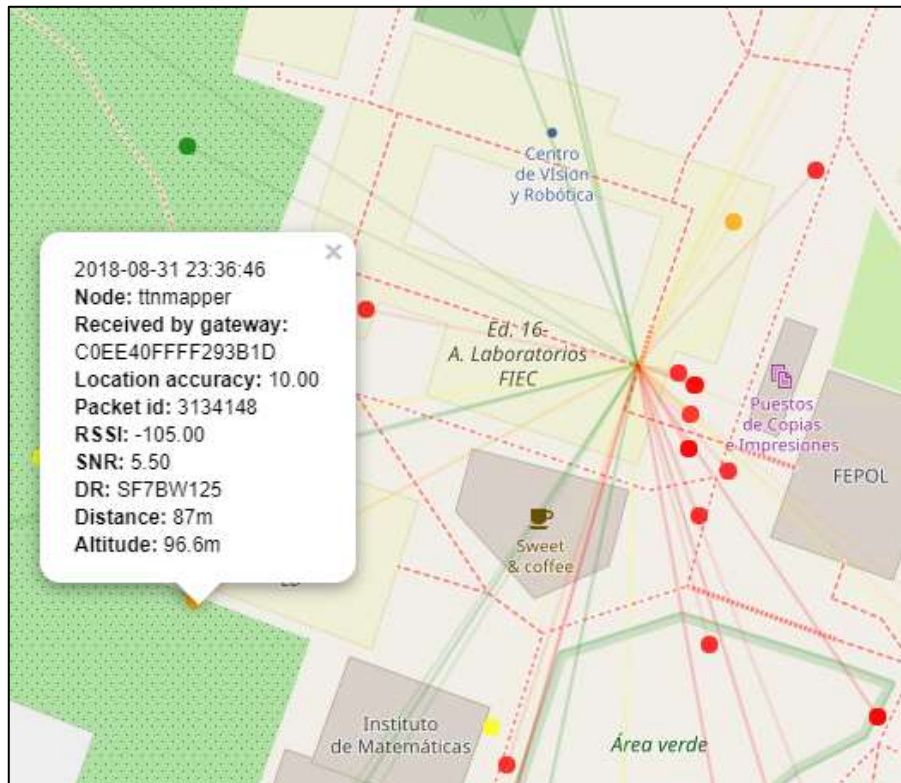 Centro
de VIsion
y Robótica
×
2018-08-31 23:36:46
Node: ttnmapper
Received by gateway:
C0EE40FFFF293B1D
Location accuracy: 10.00
Packet id: 3134148
RSSI: -105.00
SNR: 5.50
DR: SF7BW125
Distance: 87m
Altitude: 96.6m
Ed. 16-
A. Laboratorios
FIEC
Puestos
de Copias
e Impresiones
FEPOL
Sweet
& coffee
Instituto
de Matemáticas
Área verde